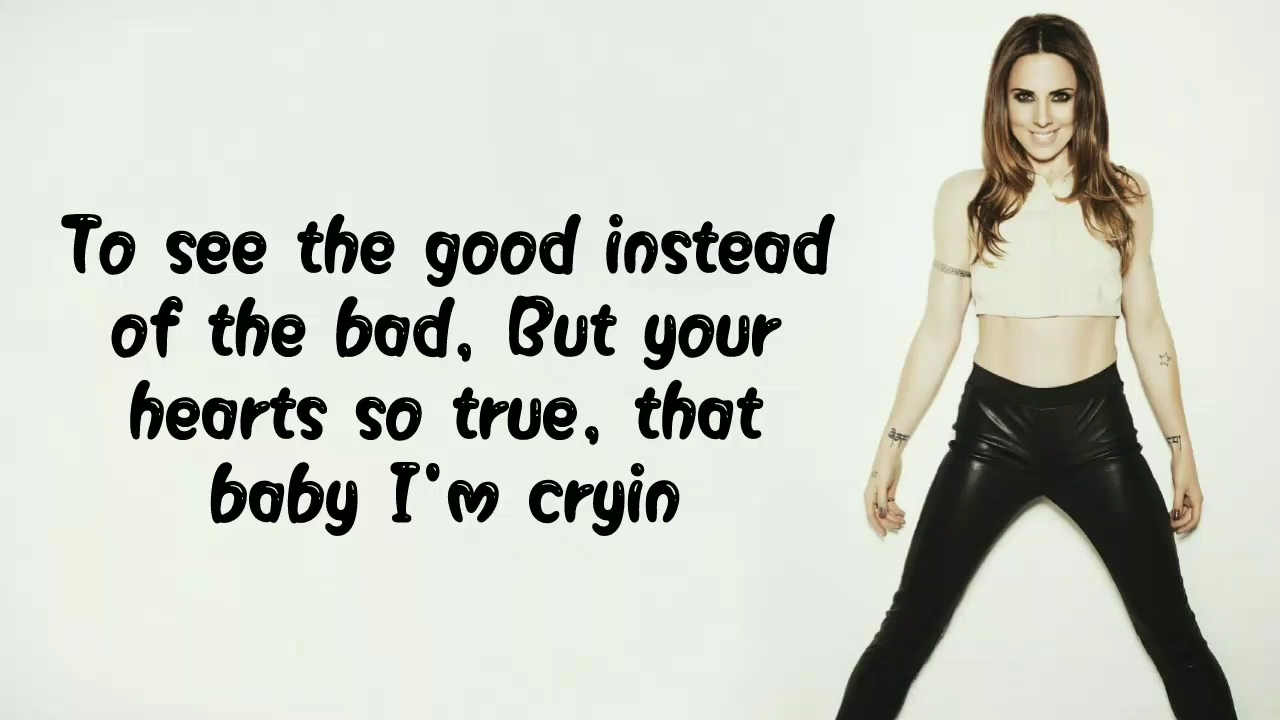 To see the good instead
of the bad, But your
hearts so true, that
baby I'm cryin